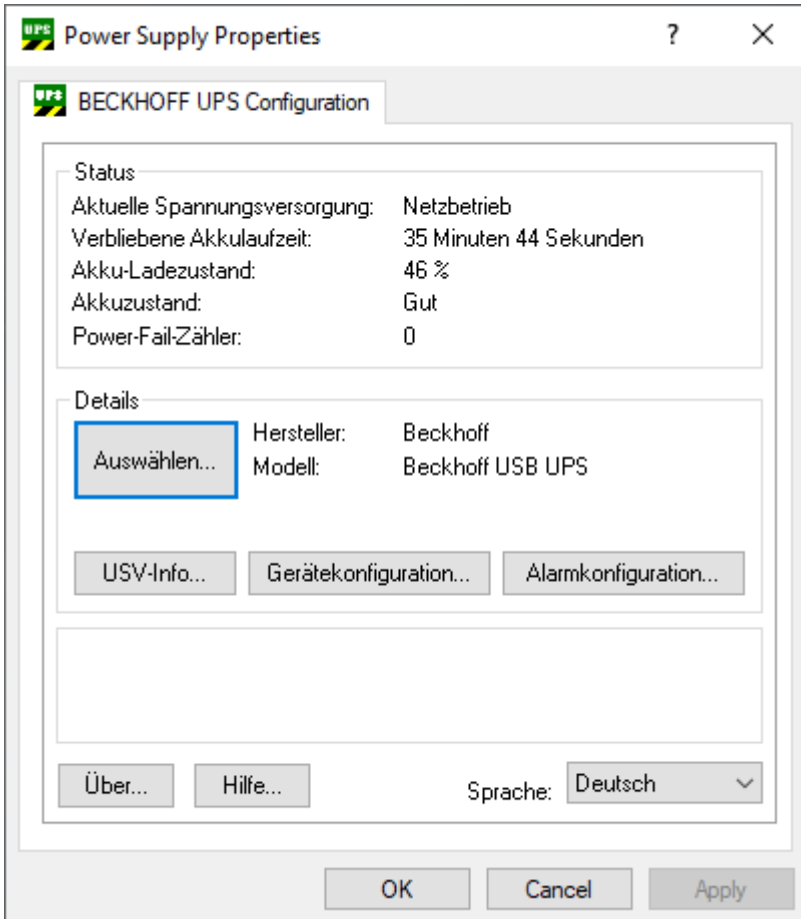 UPS Power Supply Properties ?
UPS BECKHOFF UPS Configuration
Status
Aktuelle Spannungsversorgung: Netzbetrieb
Verbliebene Akkulaufzeit: 35 Minuten 44 Sekunden
Akku-Ladezustand: 46 %
Akkuzustand: Gut
Power-Fail-Zähler: 0
Details
Auswählen...
Hersteller: Beckhoff
Modell: Beckhoff USB UPS
USV-Info... Gerätekonfiguration... Alarmkonfiguration...
Über... Hilfe... Sprache: Deutsch
OK Cancel Apply